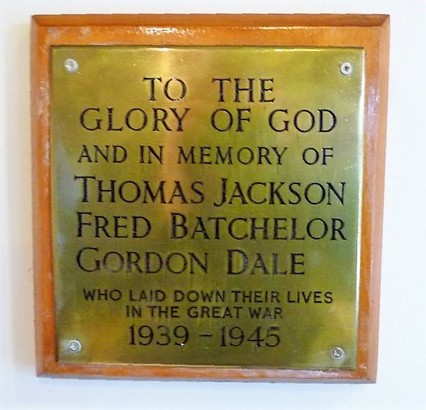 TO THE
GLORY OF GOD
AND IN MEMORY OF
THOMAS JACKSON
FRED BATCHELOR
GORDON DALE
WHO LAID DOWN THEIR LIVES
IN THE GREAT WAR
1939 - 1945